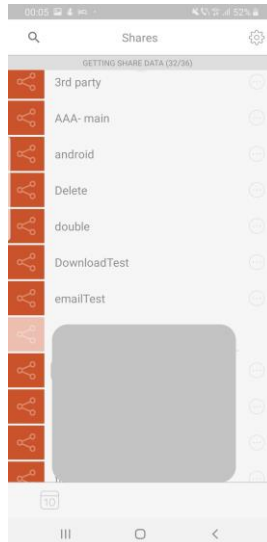 00:05 52%
Shares
GETTING SHARE DATA (32/36)
3rd party
AAA- main
android
Delete
double
DownloadTest
emailTest
10